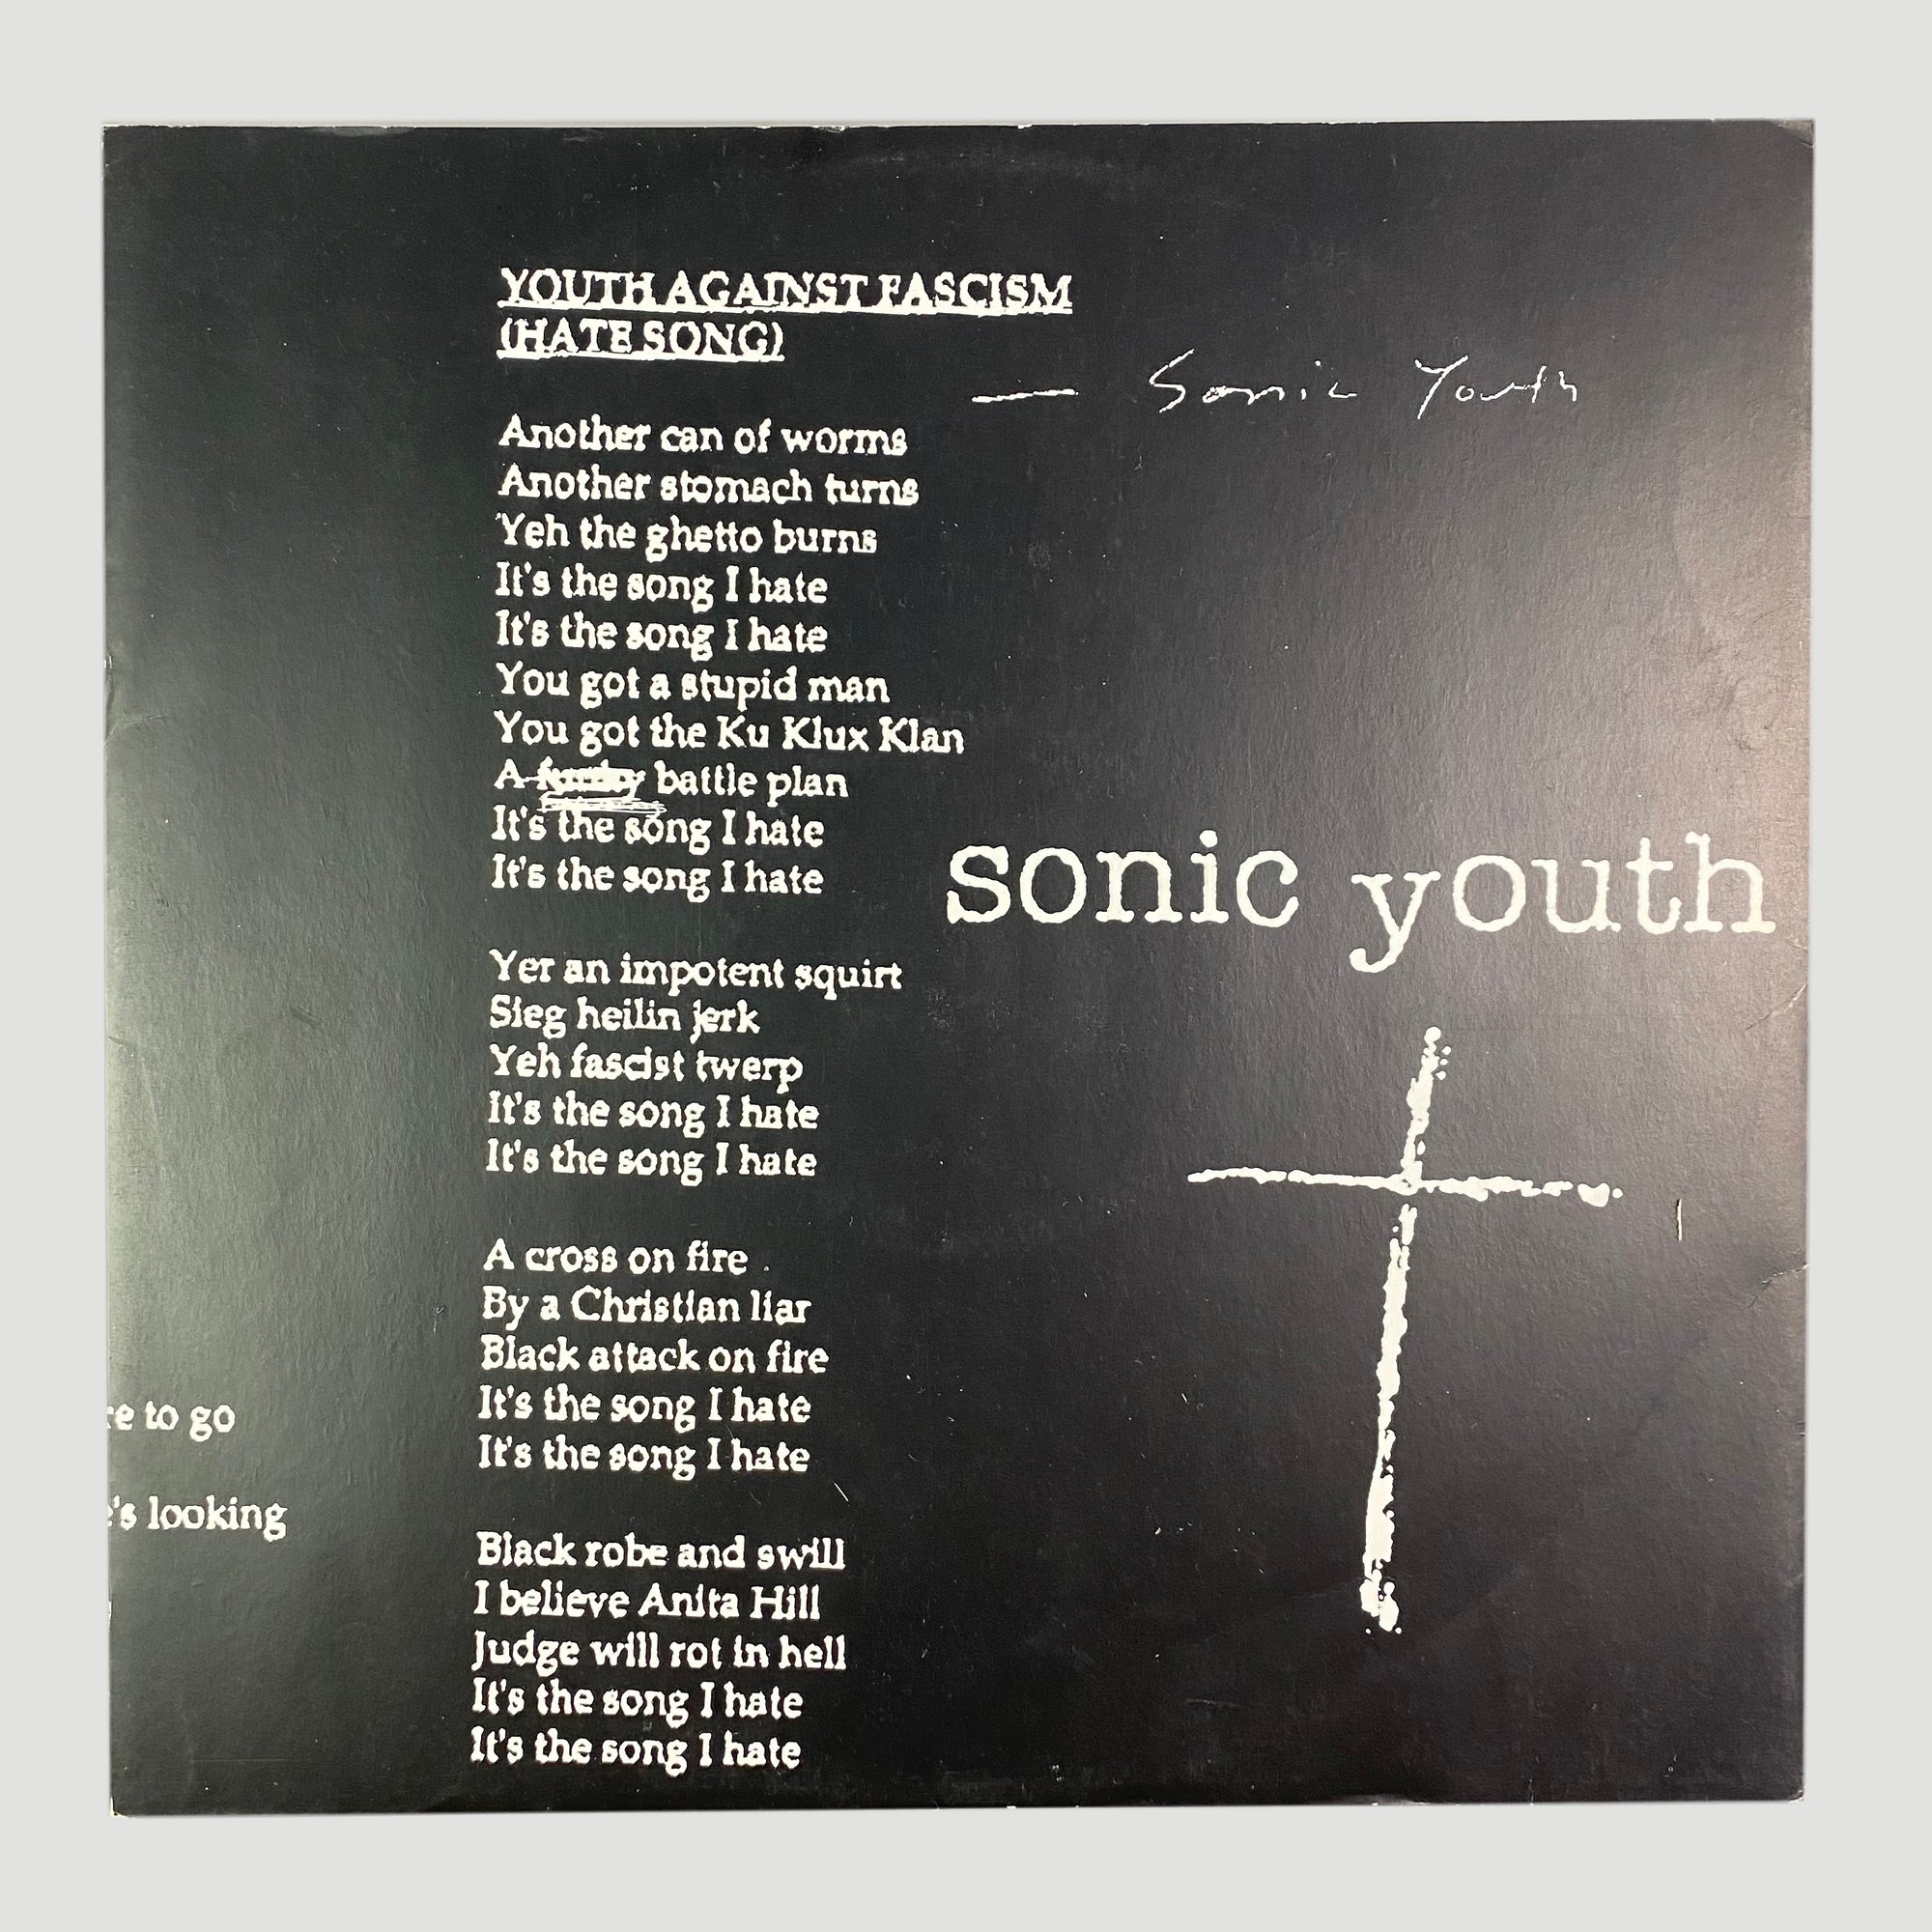 YOUTH AGAINST FASCISM
(HATE SONG)
— Sonic Youth
Another can of worms
Another stomach turns
Yeh the ghetto burns
It's the song I hate
It's the song I hate
You got a stupid man
You got the Ku Klux Klan
A battle plan
It's the song I hate
It's the song I hate
sonic youth
Yer an impotent squirt
Sieg heilin jerk
Yeh fascist twerp
It's the song I hate
It's the song I hate
A cross on fire
By a Christian liar
Black attack on fire
It's the song I hate
It's the song I hate
Black robe and swill
I believe Anita Hill
Judge will rot in hell
It's the song I hate
It's the song I hate
re to go
's looking